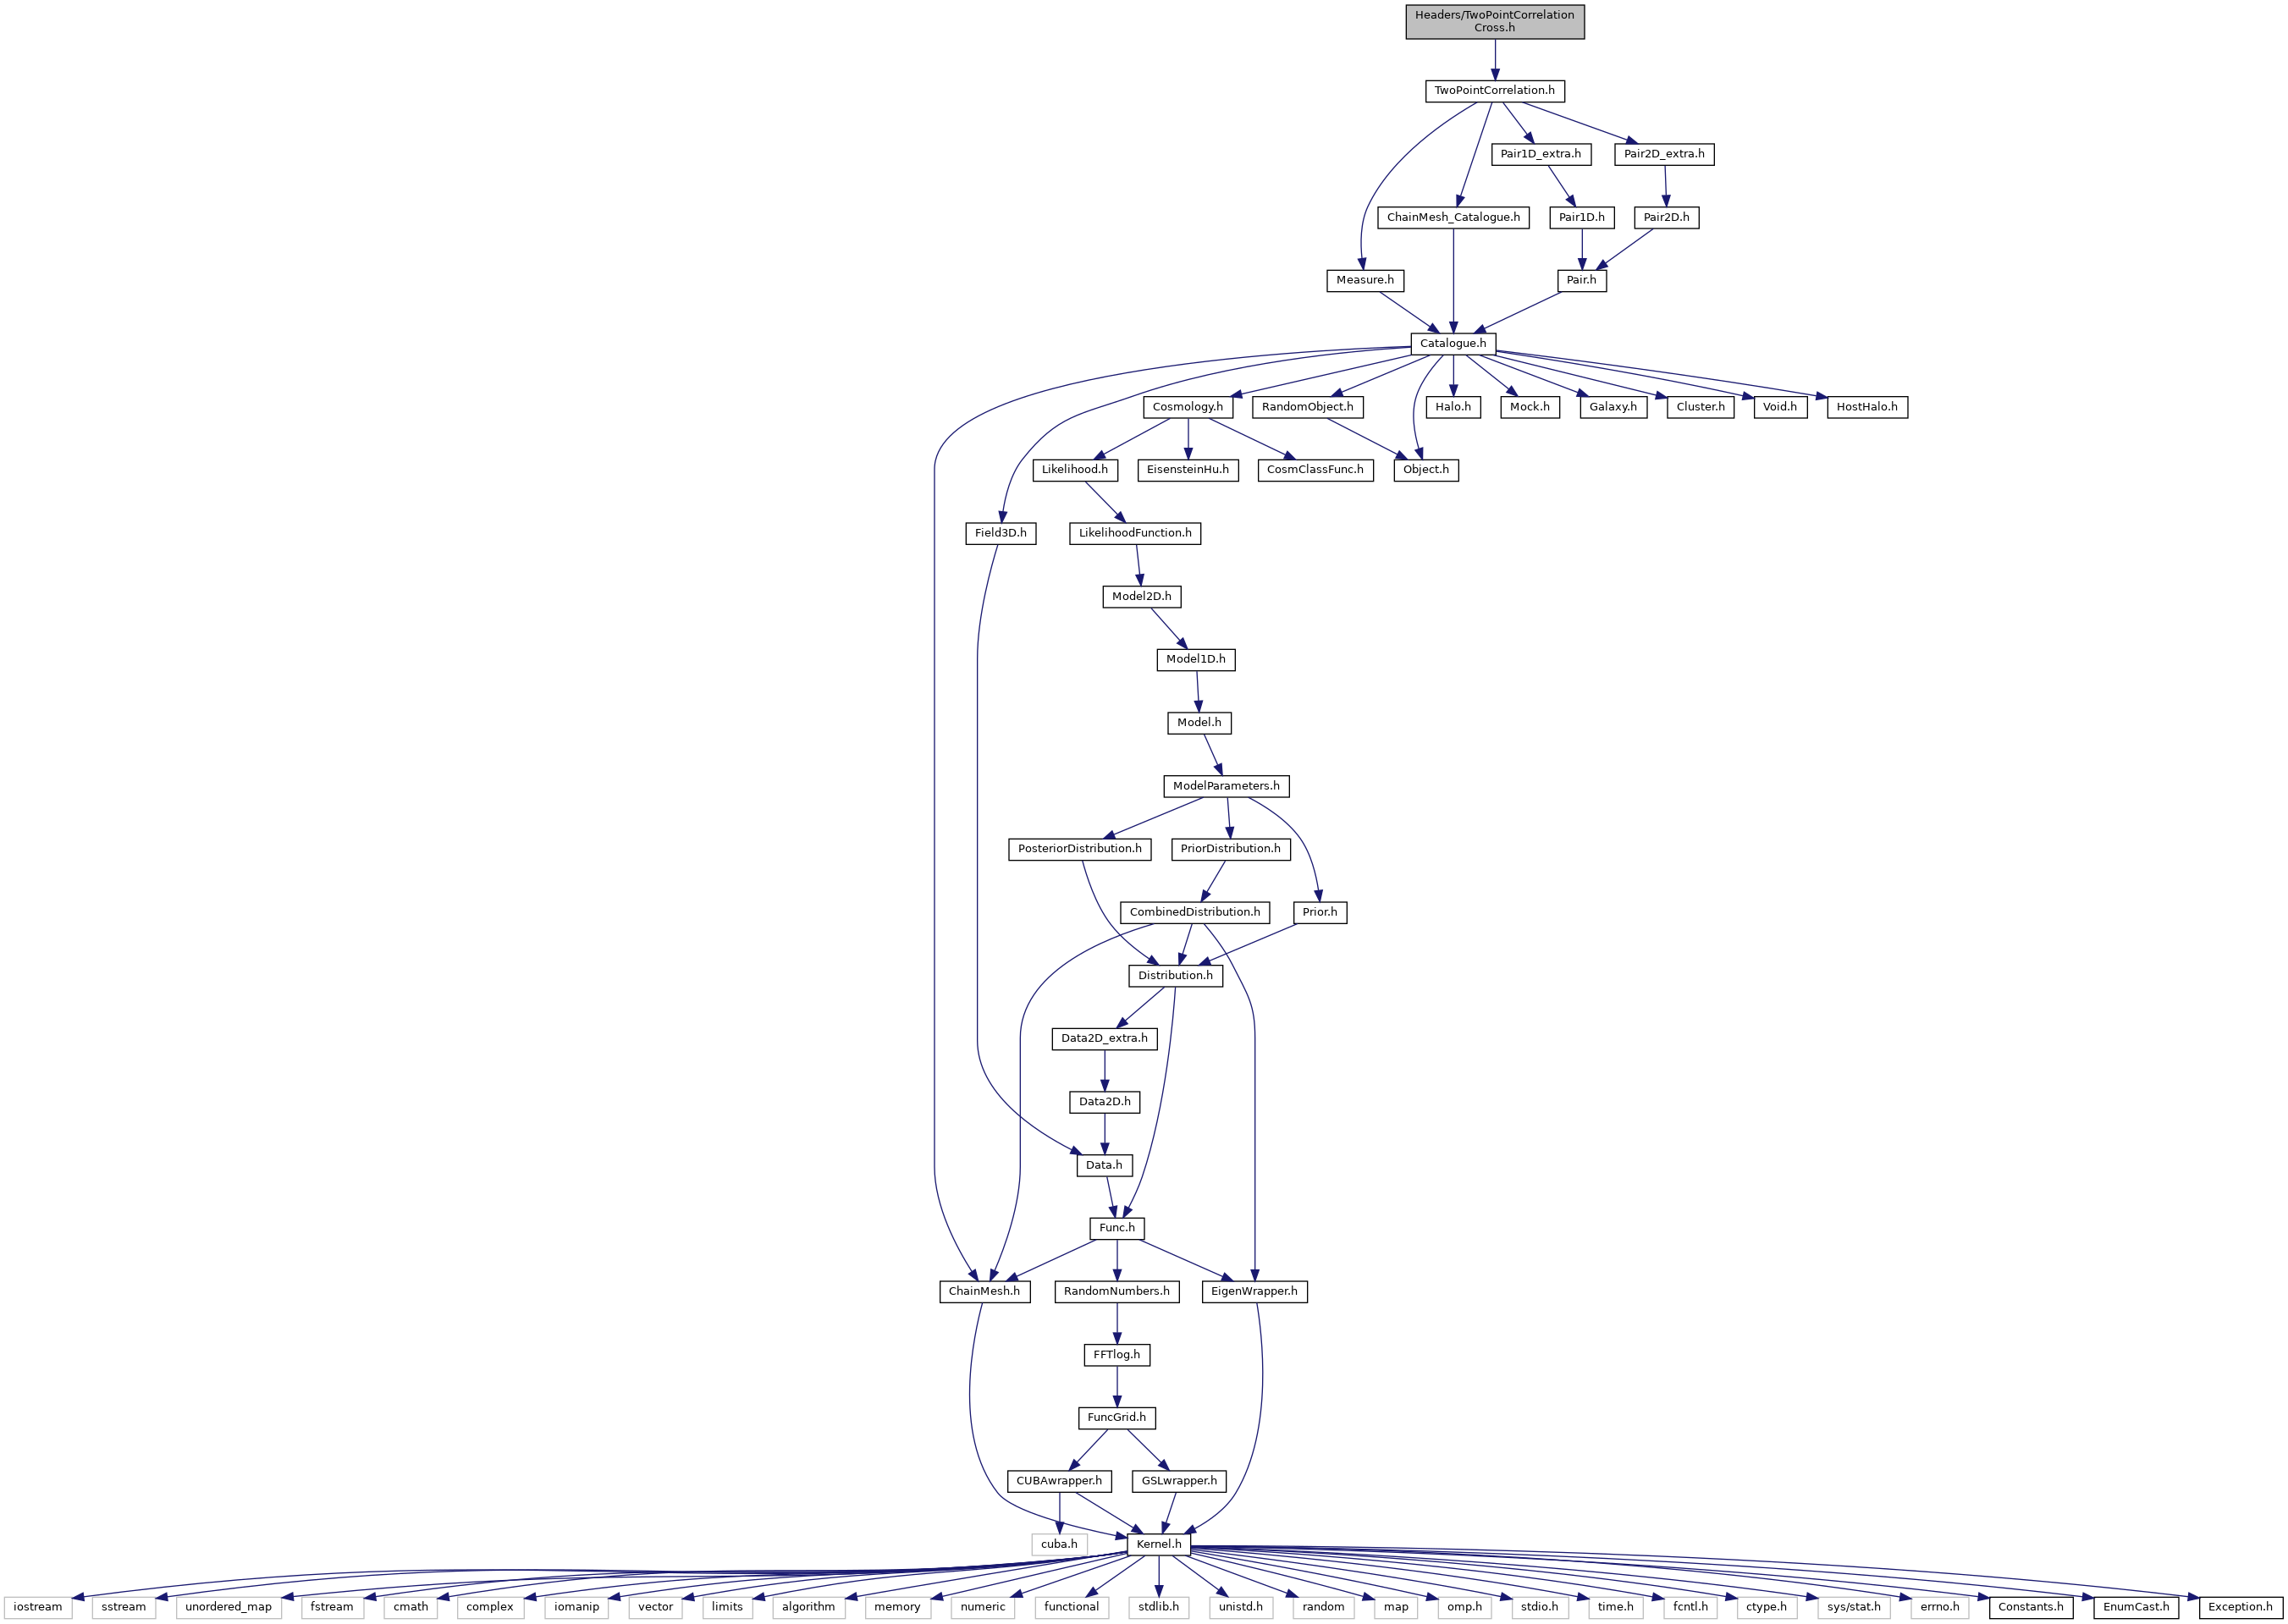 Headers/TwoPointCorrelation
Cross.h
TwoPointCorrelation.h
Pair1D_extra.h
Pair2D_extra.h
ChainMesh_Catalogue.h
Pair1D.h
Pair2D.h
Measure.h
Pair.h
Catalogue.h
Cosmology.h
RandomObject.h
Halo.h
Mock.h
Galaxy.h
Cluster.h
Void.h
HostHalo.h
Likelihood.h
EisensteinHu.h
CosmClassFunc.h
Object.h
Field3D.h
LikelihoodFunction.h
Model2D.h
Model1D.h
Model.h
ModelParameters.h
PosteriorDistribution.h
PriorDistribution.h
CombinedDistribution.h
Prior.h
Distribution.h
Data2D_extra.h
Data2D.h
Data.h
Func.h
ChainMesh.h
RandomNumbers.h
EigenWrapper.h
FFTlog.h
FuncGrid.h
CUBAwrapper.h
GSLwrapper.h
cuba.h
Kernel.h
iostream
sstream
unordered_map
fstream
cmath
complex
iomanip
vector
limits
algorithm
memory
numeric
functional
stdlib.h
unistd.h
random
map
omp.h
stdio.h
time.h
fcntl.h
ctype.h
sys/stat.h
errno.h
Constants.h
EnumCast.h
Exception.h